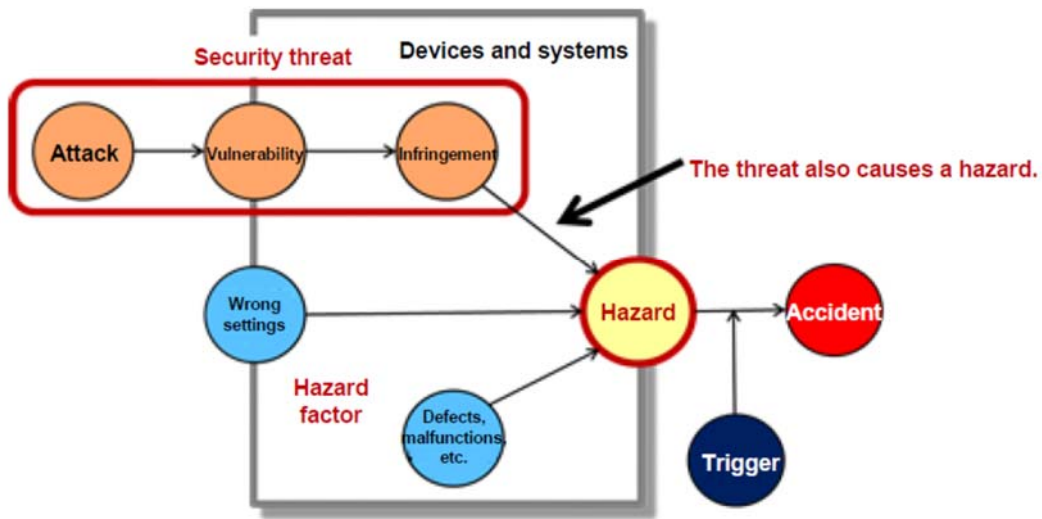 Security threat
Devices and systems
Attack
Vulnerability
Infringement
The threat also causes a hazard.
Wrong
settings
Hazard
Accident
Hazard
factor
Defects,
malfunctions,
etc.
Trigger